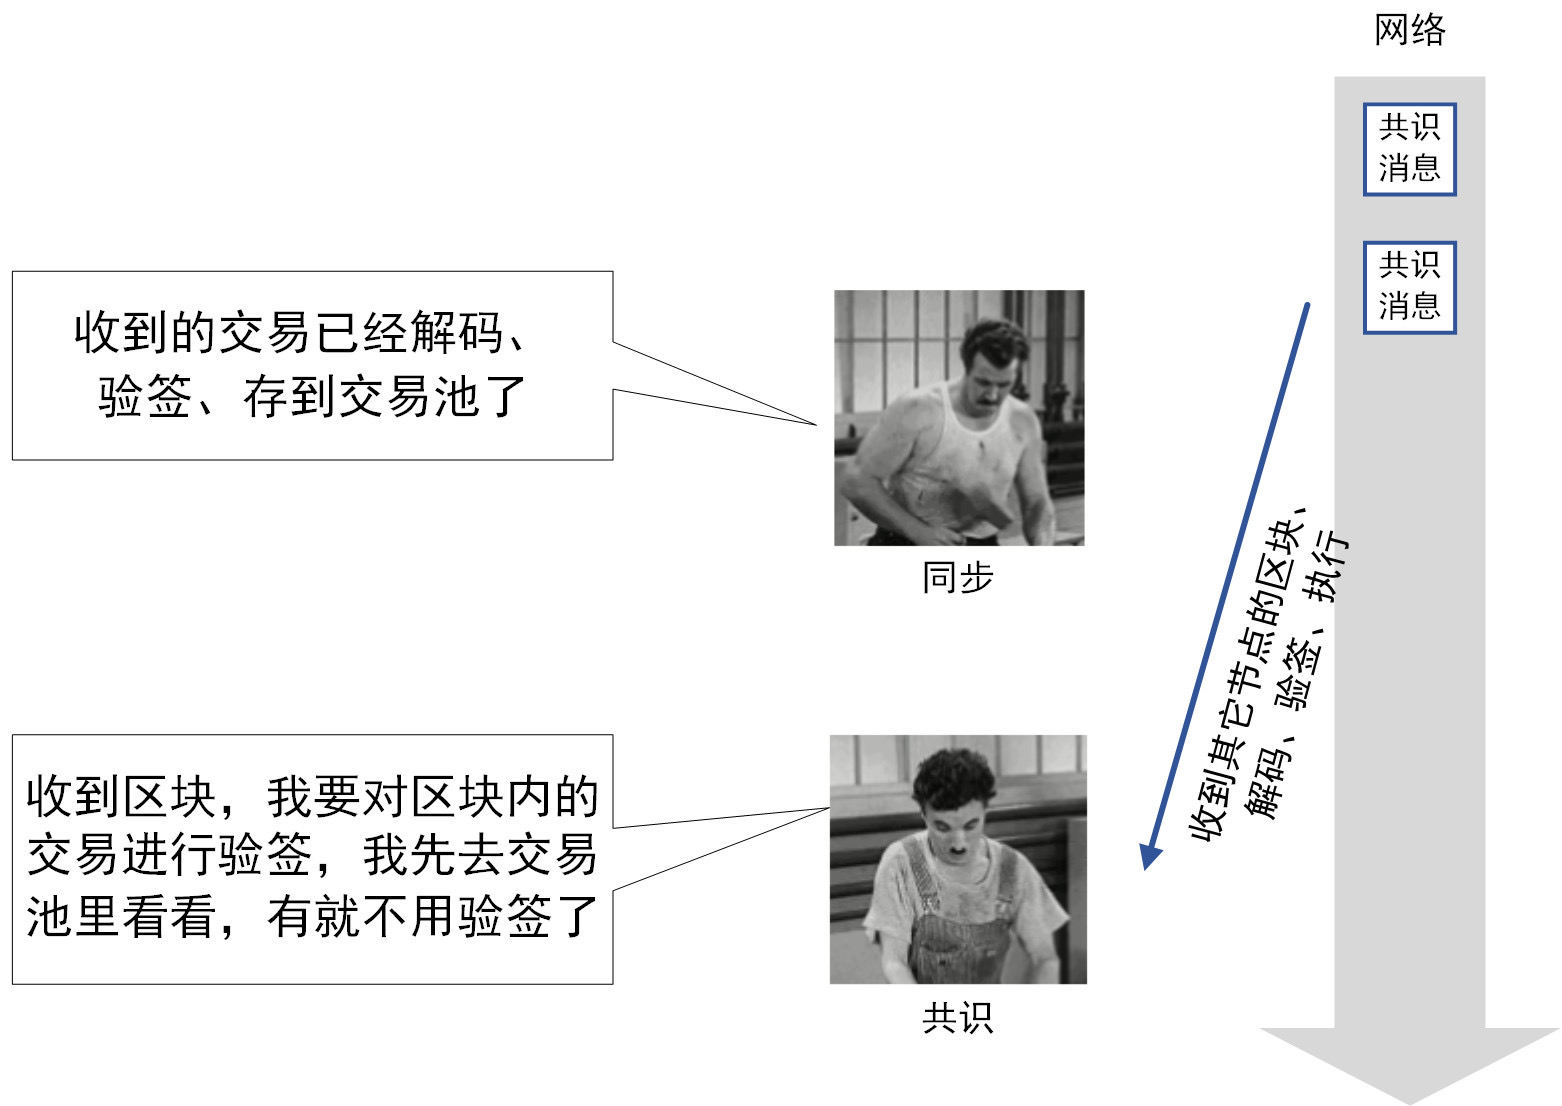 网络
共识
消息
共识
消息
收到的交易已经解码、
验签、存到交易池了
同步
收到其它节点的区块、
解码、验签、执行
收到区块，我要对区块内的
交易进行验签，我先去交易
池里看看，有就不用验签了
共识